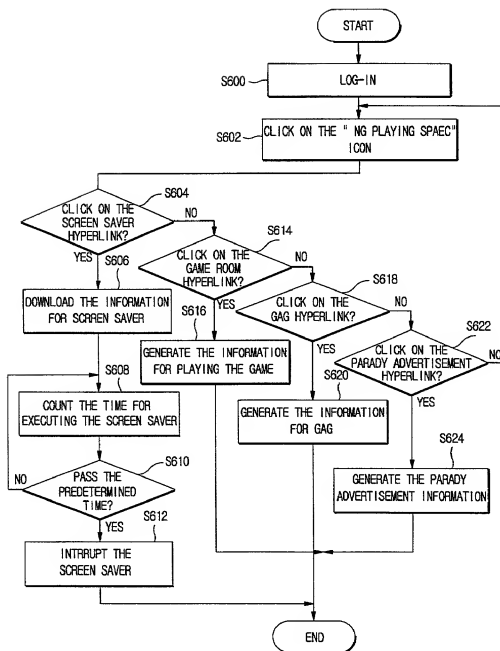 START
S600
LOG-IN
S602
CLICK ON THE " NG PLAYING SPAEC"
ICON
S604
CLICK ON THE
SCREEN SAVER
HYPERLINK?
NO
YES
S614
CLICK ON THE
GAME ROOM
HYPERLINK?
NO
YES
S606
DOWNLOAD THE INFORMATION
FOR SCRREN SAVER
S618
CLICK ON THE
GAG HYPERLINK?
NO
YES
S616
GENERATE THE INFORMATION
FOR PLAYING THE GAME
S622
CLICK ON THE
PARADY ADVERTISEMENT
HYPERLINK?
NO
YES
S608
COUNT THE TIME FOR
EXECUTING THE SCREEN SAVER
S620
GENERATE THE INFORMATION
FOR GAG
S610
PASS THE
PREDETERMINED
TIME?
NO
YES
S624
GENERATE THE PARADY
ADVERTISEMENT INFORMATION
S612
INTRRUPT THE
SCREEN SAVER
END